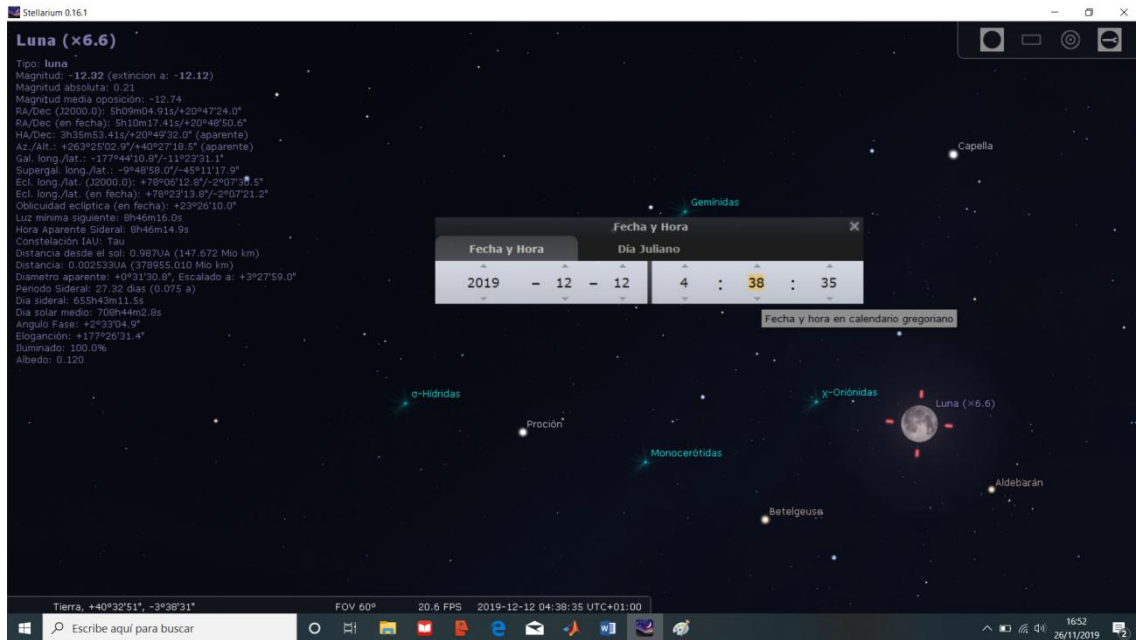 Stellarium 0.16.1
Luna (×6.6)
Tipo: luna
Magnitud: -12.32 (extincion a: -12.12)
Magnitud absoluta: 0.21
Magnitud media oposición: -12.74
RA/Dec (J2000.0): 5h09m04.91s/+20°47'24.0"
RA/Dec (en fecha): 5h10m17.41s/+20°48'50.6"
HA/Dec: 3h35m53.41s/+20°49'32.0" (aparente)
Az./Alt.: +263°25'02.9"/+40°27'18.5" (aparente)
Gal. long./lat.: -177°44'10.8"/-11°23'31.1"
Supergal. long./lat.: -9°48'58.0"/-45°11'17.9"
Ecl. long./lat. (J2000.0): +78°06'12.8"/-2°07'38.5"
Ecl. long./lat. (en fecha): +78°23'13.8"/-2°07'21.2"
Oblicuidad eclíptica (en fecha): +23°26'10.0"
Luz mínima siguiente: 8h46m16.0s
Hora Aparente Sideral: 8h46m14.9s
Constelación IAU: Tau
Distancia desde el sol: 0.987UA (147.672 Mio km)
Distancia: 0.002533UA (378955.010 Mio km)
Diametro aparente: +0°31'30.8", Escalado a: +3°27'59.0"
Periodo Sideral: 27.32 dias (0.075 a)
Dia sideral: 655h43m11.5s
Dia solar medio: 708h44m2.8s
Angulo Fase: +2°33'04.9"
Eloganción: +177°26'31.4"
Iluminado: 100.0%
Albedo: 0.120
Capella
Gemínidas
Fecha y Hora
Fecha y Hora Día Juliano
2019 - 12 - 12 4 : 38 : 35
Fecha y hora en calendario gregoriano
σ-Hídridas
χ-Oriónidas
Luna (×6.6)
Proción
Monocerótidas
Aldebarán
Betelgeuse
Tierra, +40°32'51", -3°38'31" FOV 60° 20.6 FPS 2019-12-12 04:38:35 UTC+01:00
Escribe aquí para buscar
16:52
26/11/2019
2